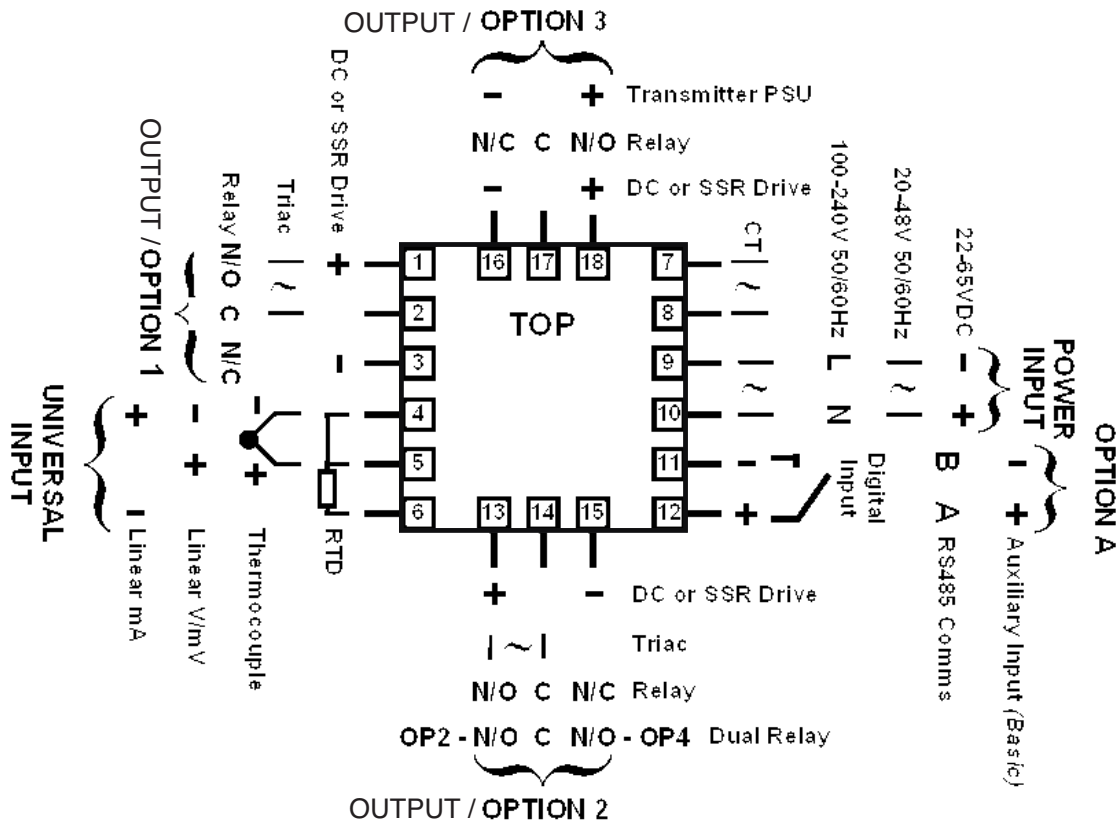 OUTPUT / OPTION 3
- + Transmitter PSU
N/C C N/O Relay
- + DC or SSR Drive
OUTPUT / OPTION 1
Relay N/O C N/C
Triac ~
DC or SSR Drive + -
1
2
3
4
5
6
16 17 18
TOP
7
8
9
10
11
12
13 14 15
CT ~
100-240V 50/60Hz L N
20-48V 50/60Hz ~
22-65VDC - +
POWER
INPUT
- +
Digital
Input
OPTION A
B A RS485 Comms
- + Auxiliary Input (Basic)
UNIVERSAL
INPUT
+ - Linear mA
- + Linear V/mV
- + Thermocouple
RTD
+ - DC or SSR Drive
~ Triac
N/O C N/C Relay
OP2 - N/O C N/O - OP4 Dual Relay
OUTPUT / OPTION 2